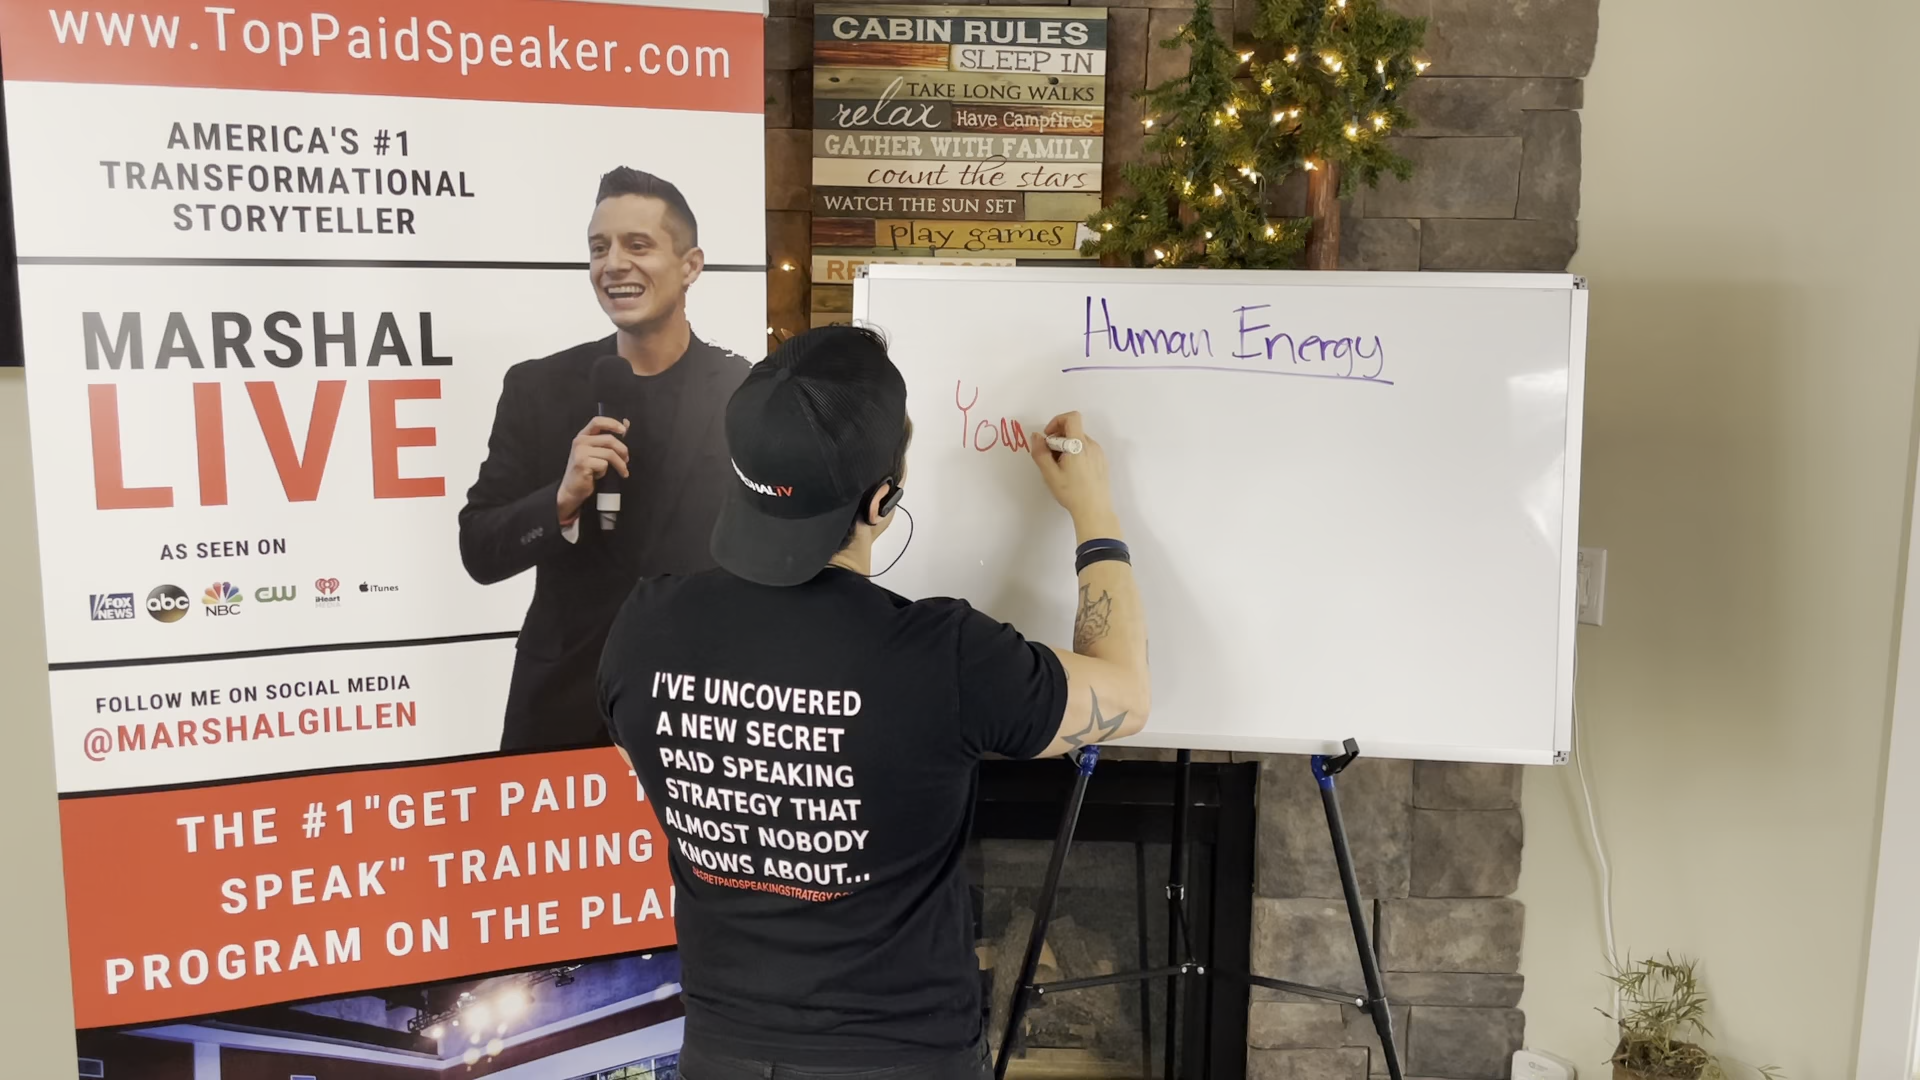 www.TopPaidSpeaker.com
AMERICA'S #1
TRANSFORMATIONAL
STORYTELLER
MARSHAL
LIVE
AS SEEN ON
FOX NEWS
abc
NBC
CW
iHeart MEDIA
iTunes
FOLLOW ME ON SOCIAL MEDIA
@MARSHALGILLEN
THE #1"GET PAID
SPEAK" TRAINING
PROGRAM ON THE
CABIN RULES
SLEEP IN
TAKE LONG WALKS
relax Have Campfires
GATHER WITH FAMILY
count the stars
WATCH THE SUN SET
play games
Human Energy
I'VE UNCOVERED
A NEW SECRET
PAID SPEAKING
STRATEGY THAT
ALMOST NOBODY
KNOWS ABOUT...